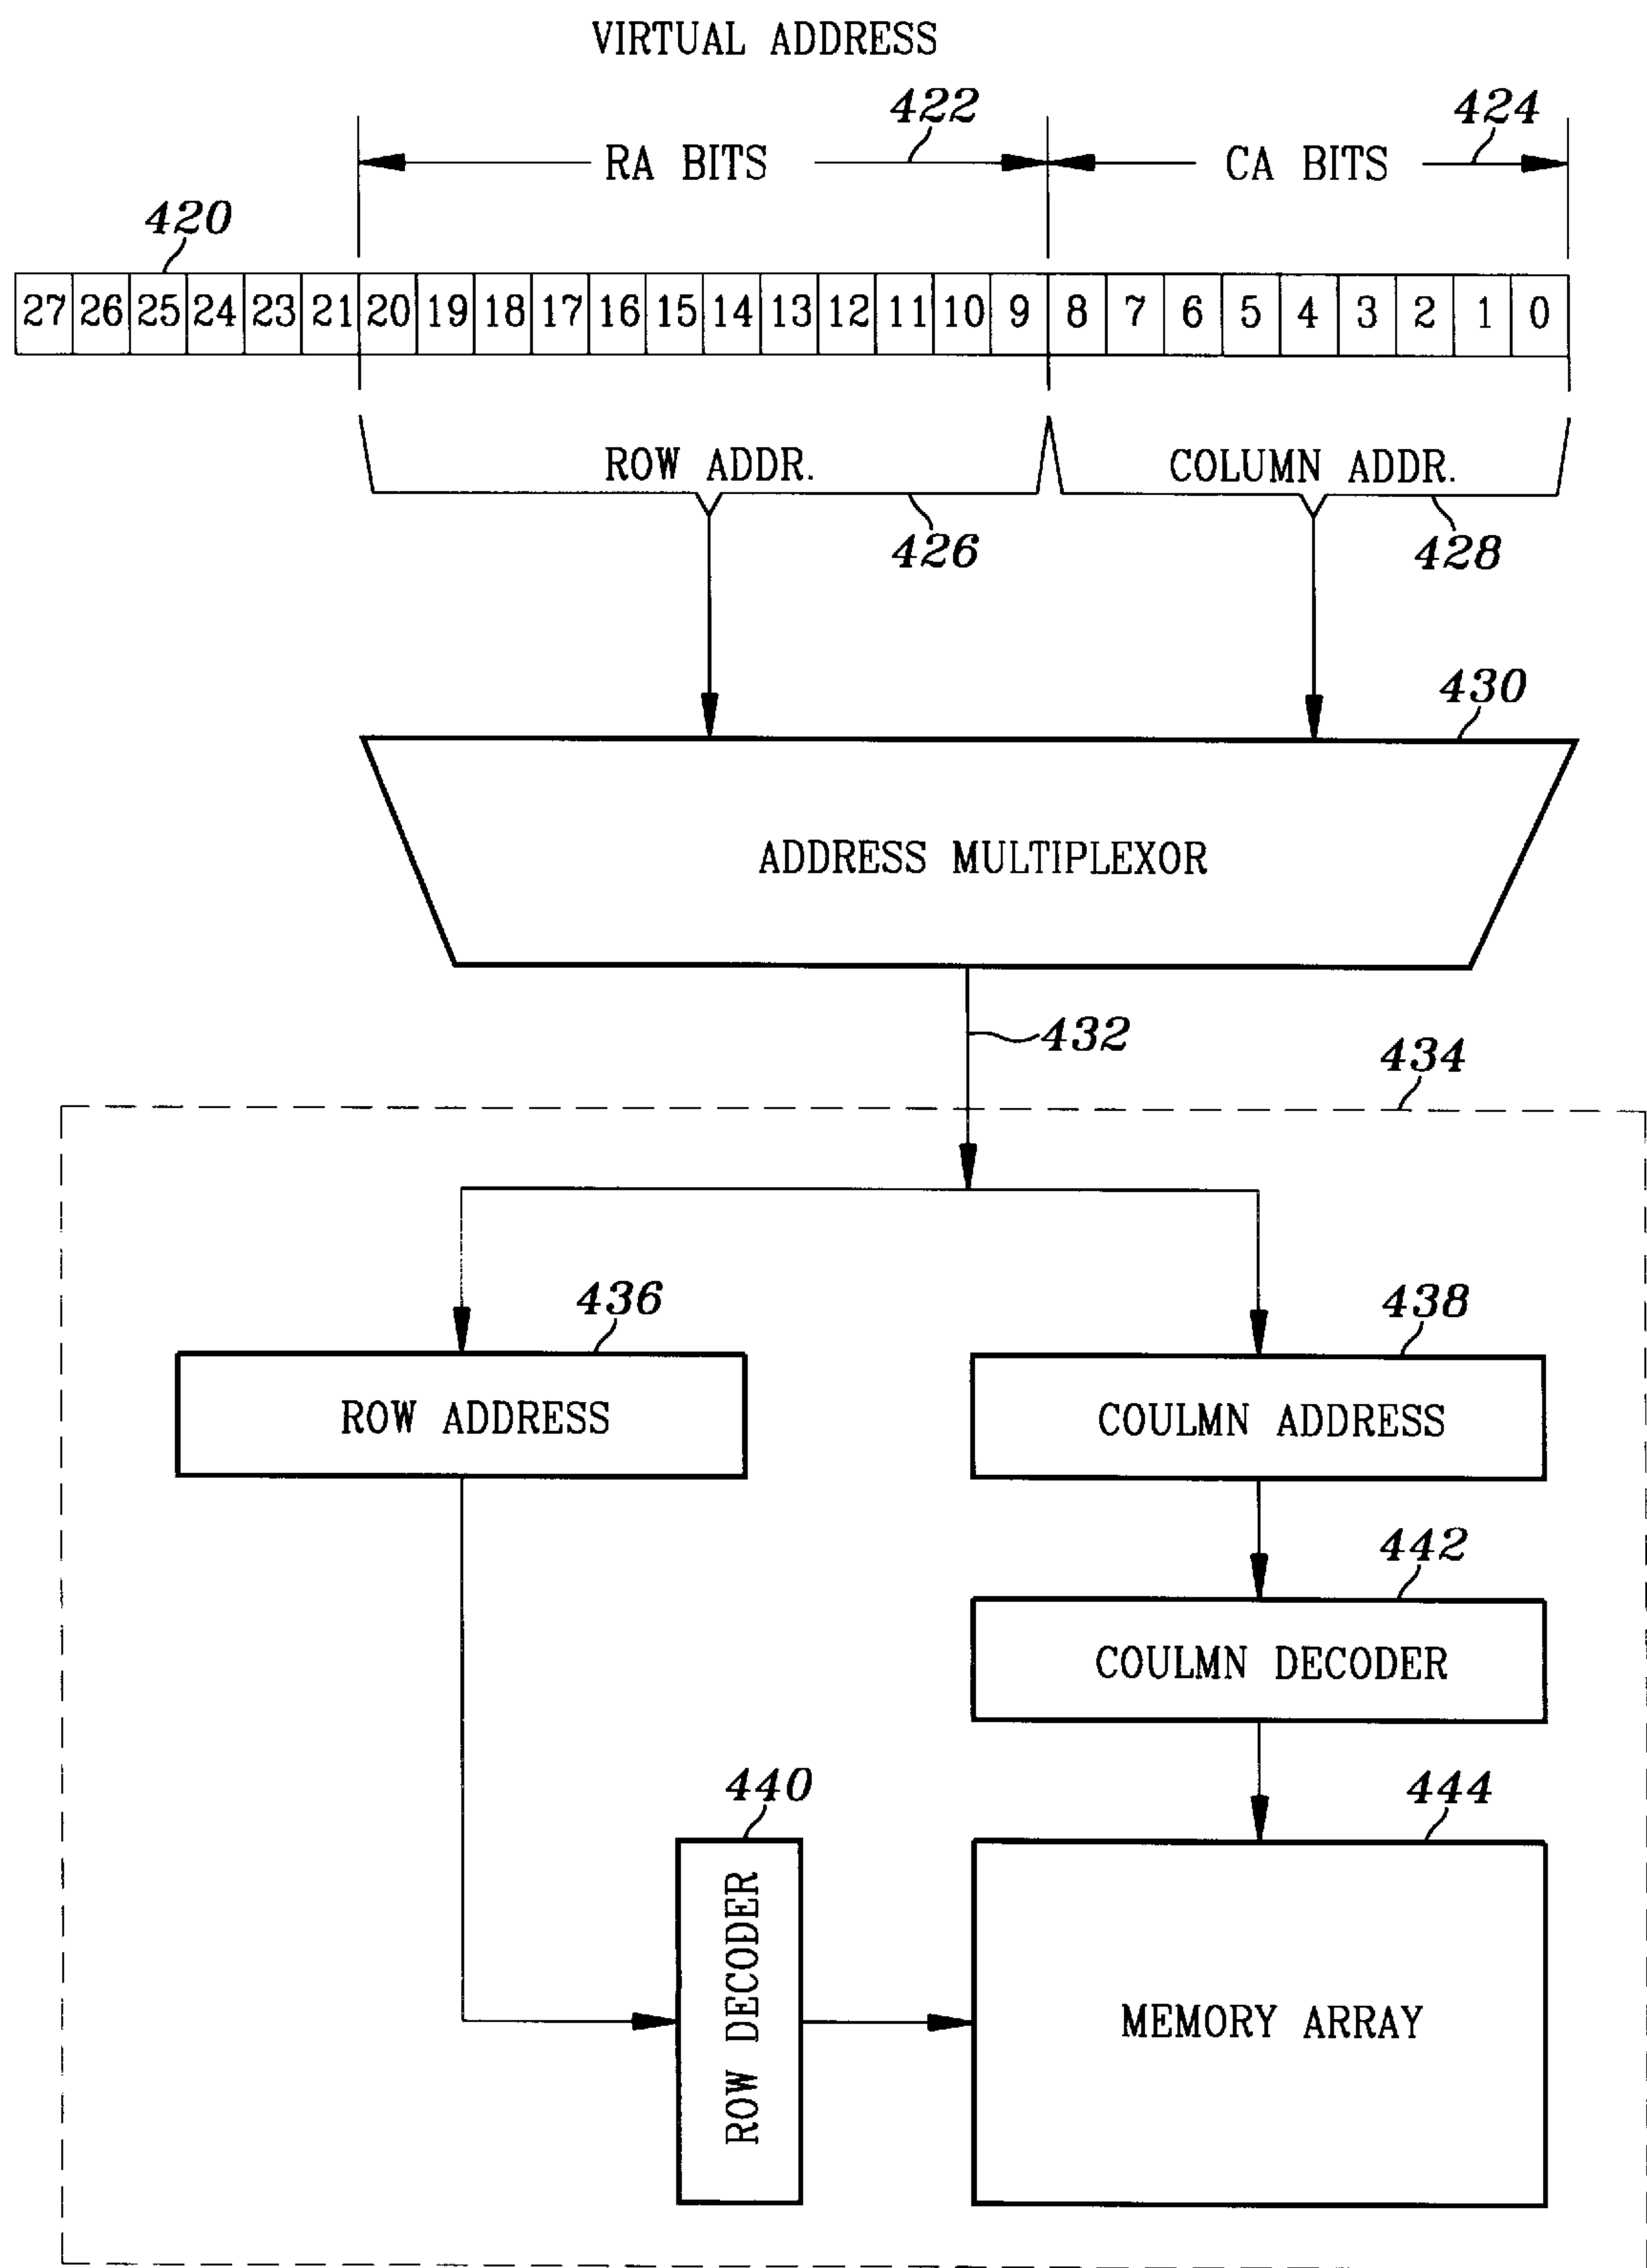 VIRTUAL ADDRESS
422
424
RA BITS
CA BITS
420
27 26 25 24 23 21 20 19 18 17 16 15 14 13 12 11 10 9 8 7 6 5 4 3 2 1 0
ROW ADDR.
COLUMN ADDR.
426
428
430
ADDRESS MULTIPLEXOR
432
434
436
438
ROW ADDRESS
COULMN ADDRESS
442
COULMN DECODER
440
444
ROW DECODER
MEMORY ARRAY